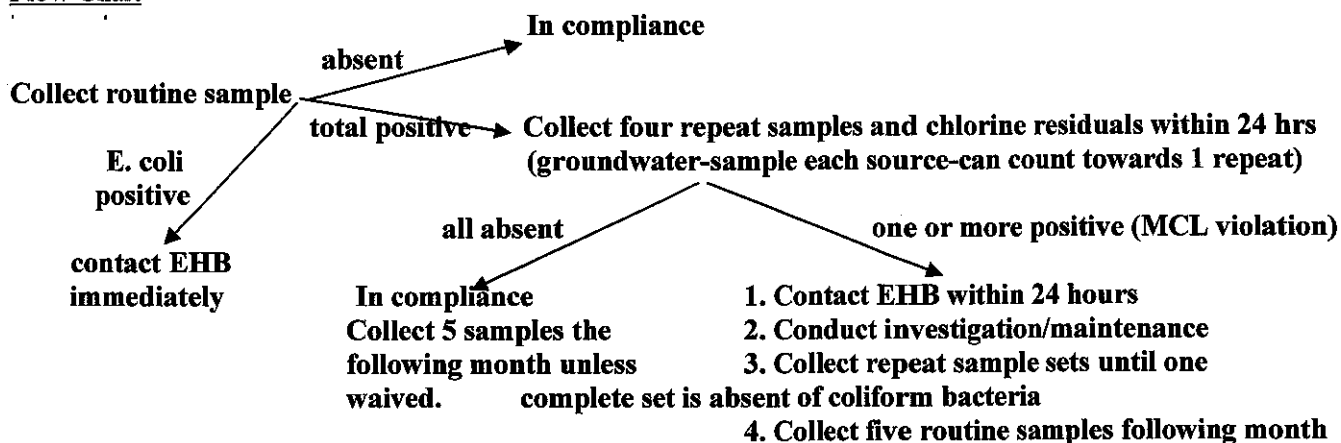 In compliance
absent
Collect routine sample
total positive
Collect four repeat samples and chlorine residuals within 24 hrs
(groundwater-sample each source-can count towards 1 repeat)
E. coli
positive
contact EHB
immediately
all absent
one or more positive (MCL violation)
In compliance
Collect 5 samples the
following month unless
waived.
1. Contact EHB within 24 hours
2. Conduct investigation/maintenance
3. Collect repeat sample sets until one
complete set is absent of coliform bacteria
4. Collect five routine samples following month